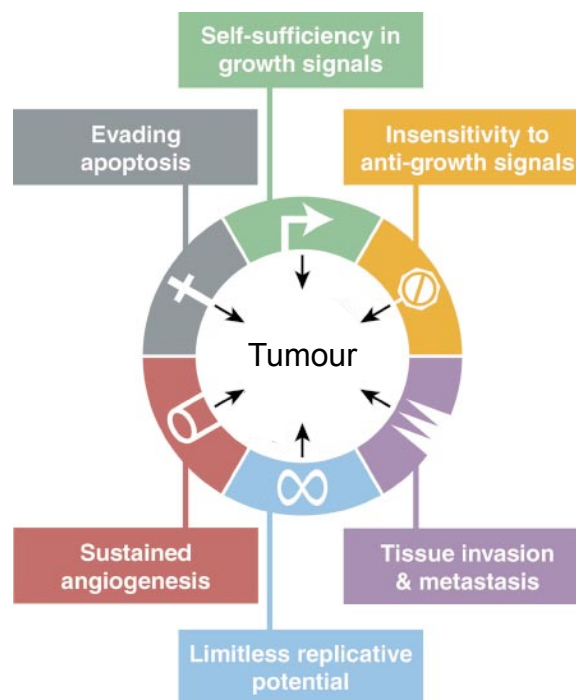 Self-sufficiency in
growth signals
Evading
apoptosis
Insensitivity to
anti-growth signals
Tumour
Sustained
angiogenesis
Tissue invasion
& metastasis
Limitless replicative
potential